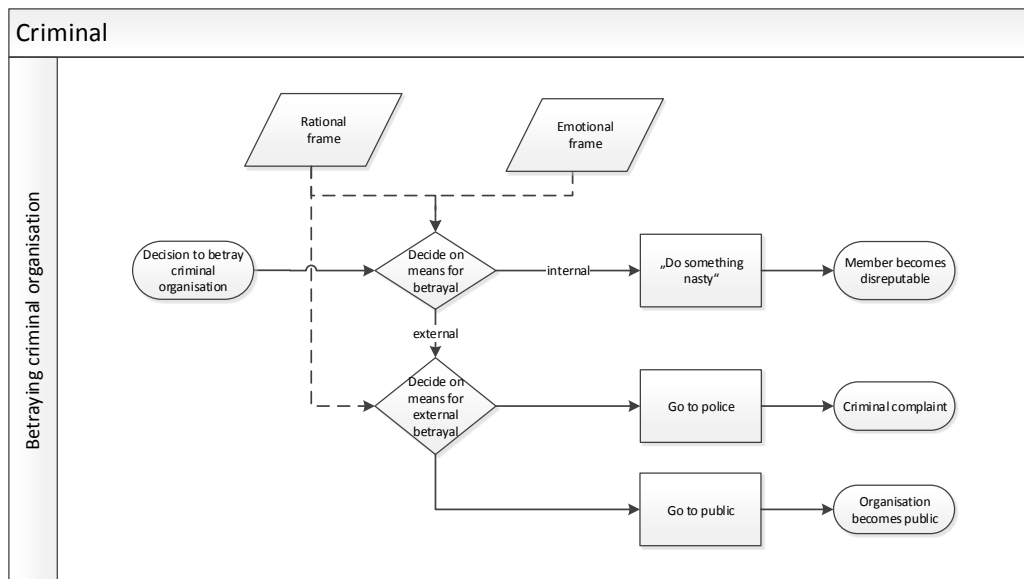 Criminal
Betraying criminal organisation
Rational
frame
Emotional
frame
Decision to betray
criminal
organisation
Decide on
means for
betrayal
internal
„Do something
nasty“
Member becomes
disreputable
external
Decide on
means for
external
betrayal
Go to police
Criminal complaint
Go to public
Organisation
becomes public